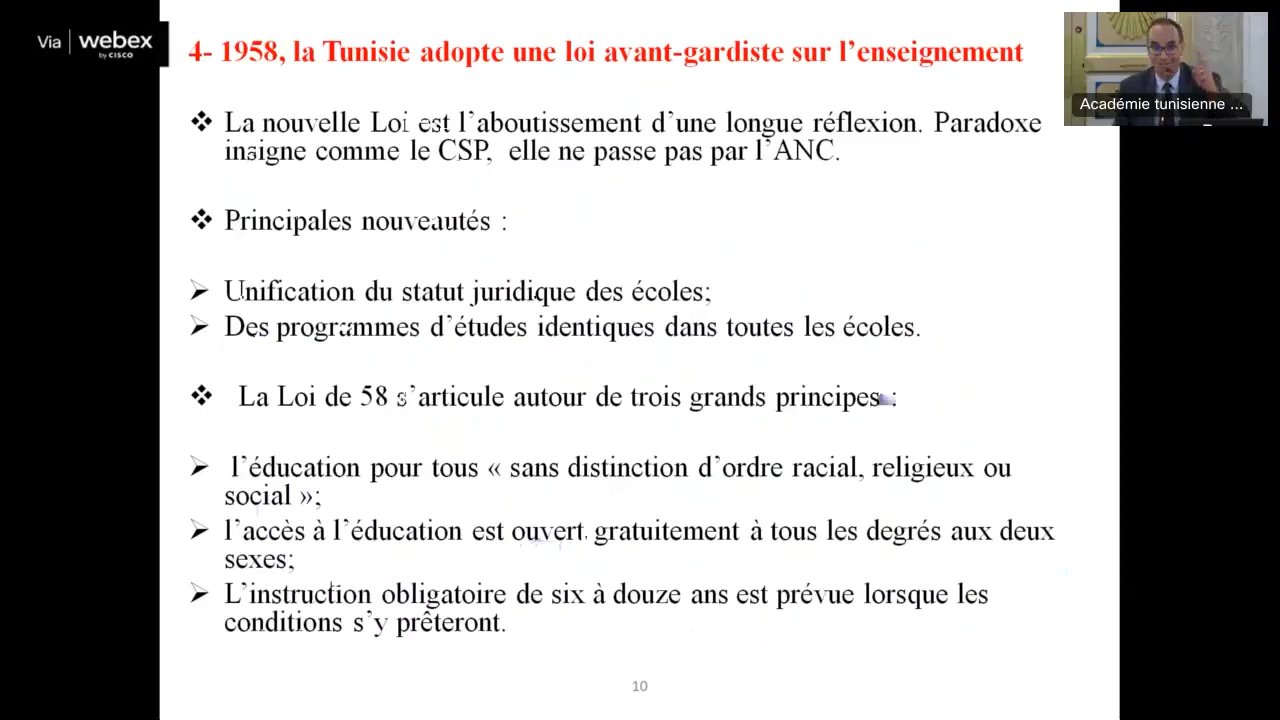 Via webex
by CISCO
4- 1958, la Tunisie adopte une loi avant-gardiste sur l’enseignement
Académie tunisienne ...
❖ La nouvelle Loi est l’aboutissement d’une longue réflexion. Paradoxe
insigne comme le CSP, elle ne passe pas par l’ANC.
❖ Principales nouveautés :
➢ Unification du statut juridique des écoles;
➢ Des programmes d’études identiques dans toutes les écoles.
❖ La Loi de 58 s’articule autour de trois grands principes :
➢ l’éducation pour tous « sans distinction d’ordre racial, religieux ou
social »;
➢ l’accès à l’éducation est ouvert gratuitement à tous les degrés aux deux
sexes;
➢ L’instruction obligatoire de six à douze ans est prévue lorsque les
conditions s’y prêteront.
10